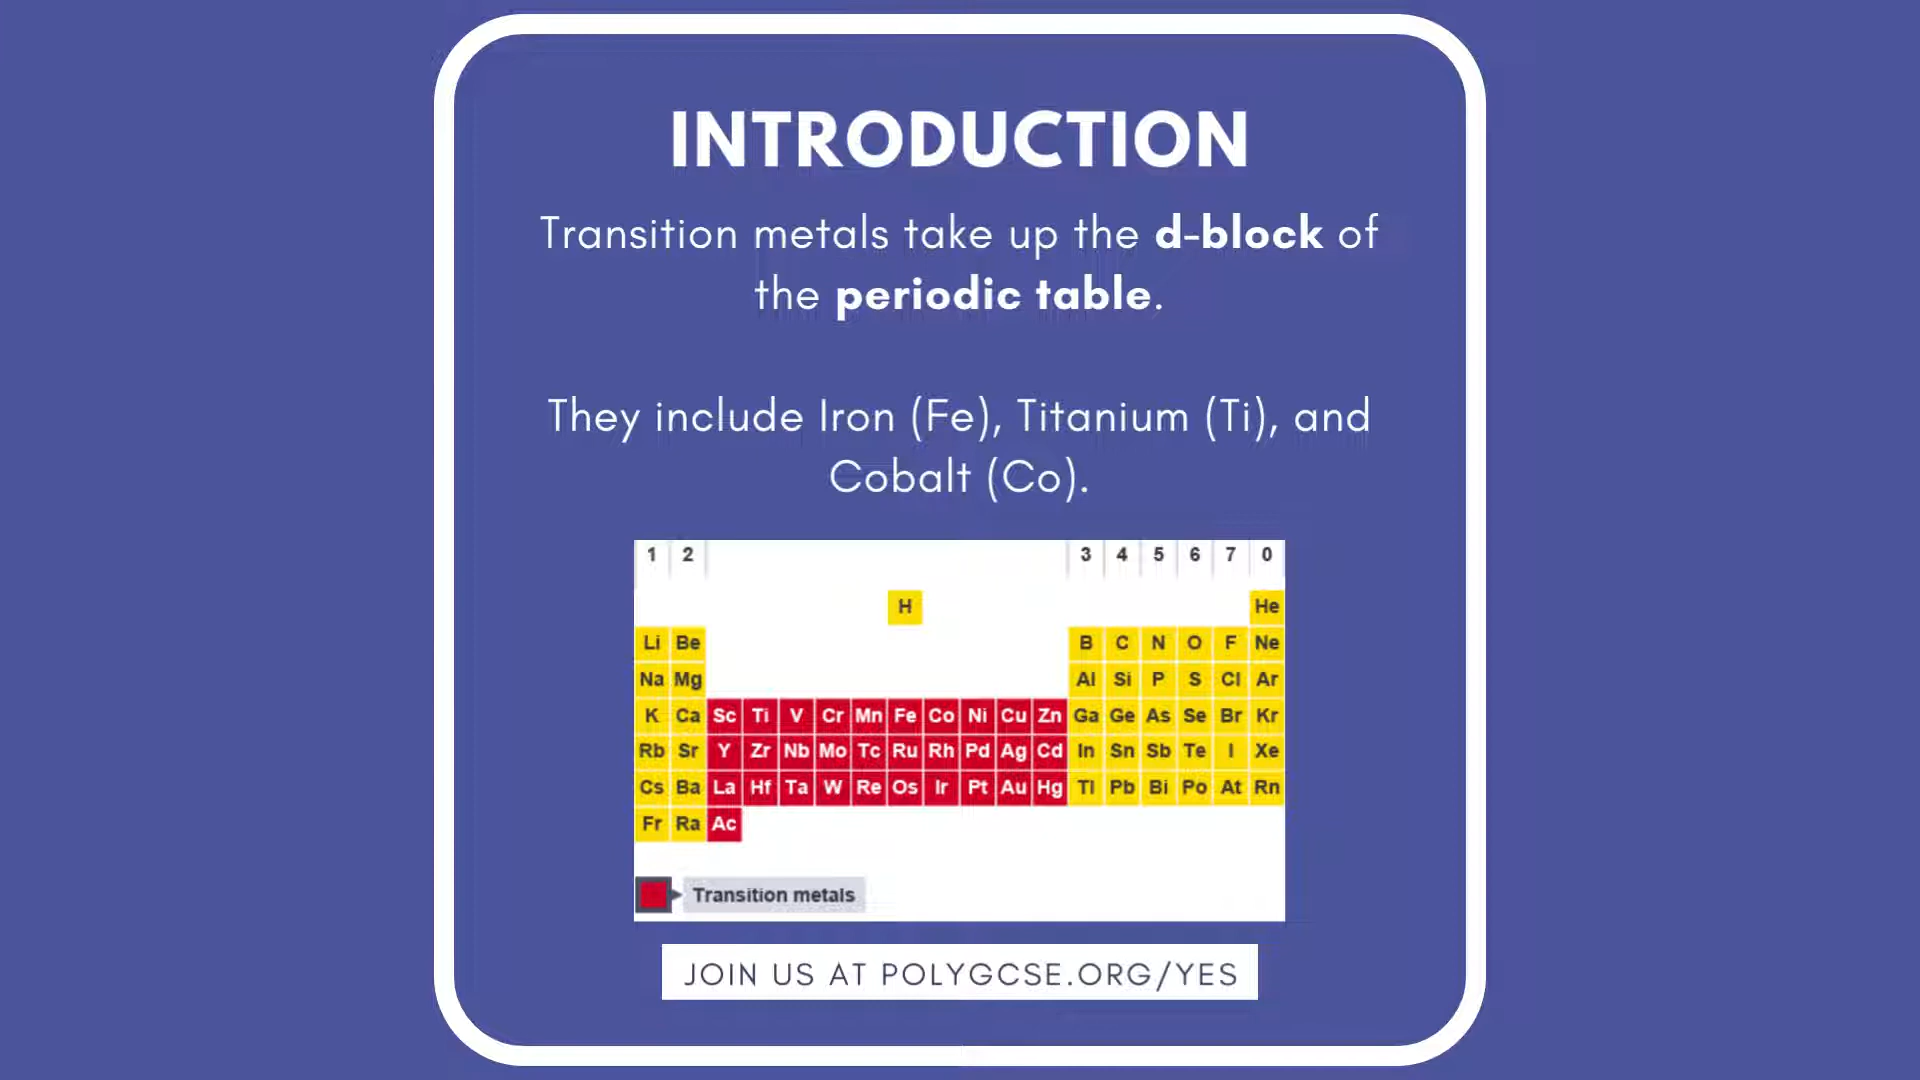 INTRODUCTION
Transition metals take up the d-block of
the periodic table.
They include Iron (Fe), Titanium (Ti), and
Cobalt (Co).
1 2 3 4 5 6 7 0
H He
Li Be B C N O F Ne
Na Mg Al Si P S Cl Ar
K Ca Sc Ti V Cr Mn Fe Co Ni Cu Zn Ga Ge As Se Br Kr
Rb Sr Y Zr Nb Mo Tc Ru Rh Pd Ag Cd In Sn Sb Te I Xe
Cs Ba La Hf Ta W Re Os Ir Pt Au Hg Tl Pb Bi Po At Rn
Fr Ra Ac
Transition metals
JOIN US AT POLYGCSE.ORG/YES